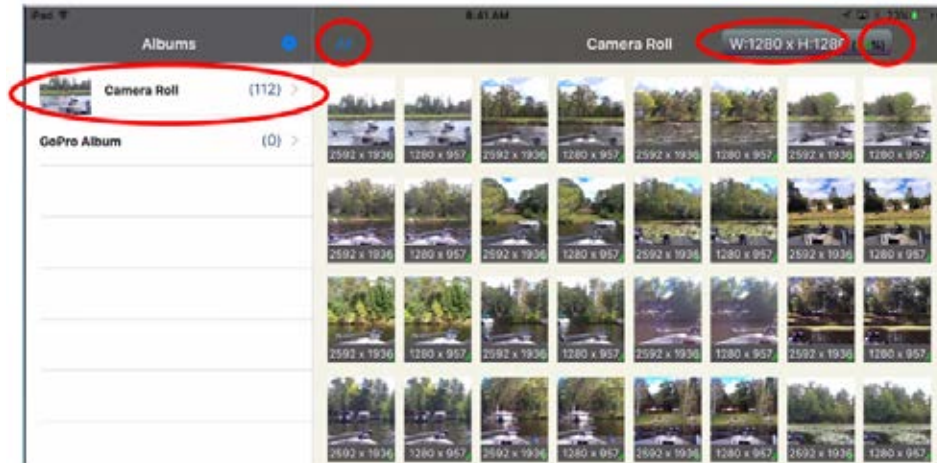 iPad
8:41 AM
Albums
All
Camera Roll
W:1280 x H:1280
Camera Roll (112) >
GoPro Album (0) >
2592 x 1936 1280 x 957 2592 x 1936 1280 x 957 2592 x 1936 1280 x 957 2592 x 1936 1280 x 957
2592 x 1936 1280 x 957 2592 x 1936 1280 x 957 2592 x 1936 1280 x 957 2592 x 1936 1280 x 957
2592 x 1936 1280 x 957 2592 x 1936 1280 x 957 2592 x 1936 1280 x 957 2592 x 1936 1280 x 957
2592 x 1936 1280 x 957 2592 x 1936 1280 x 957 2592 x 1936 1280 x 957 2592 x 1936 1280 x 957